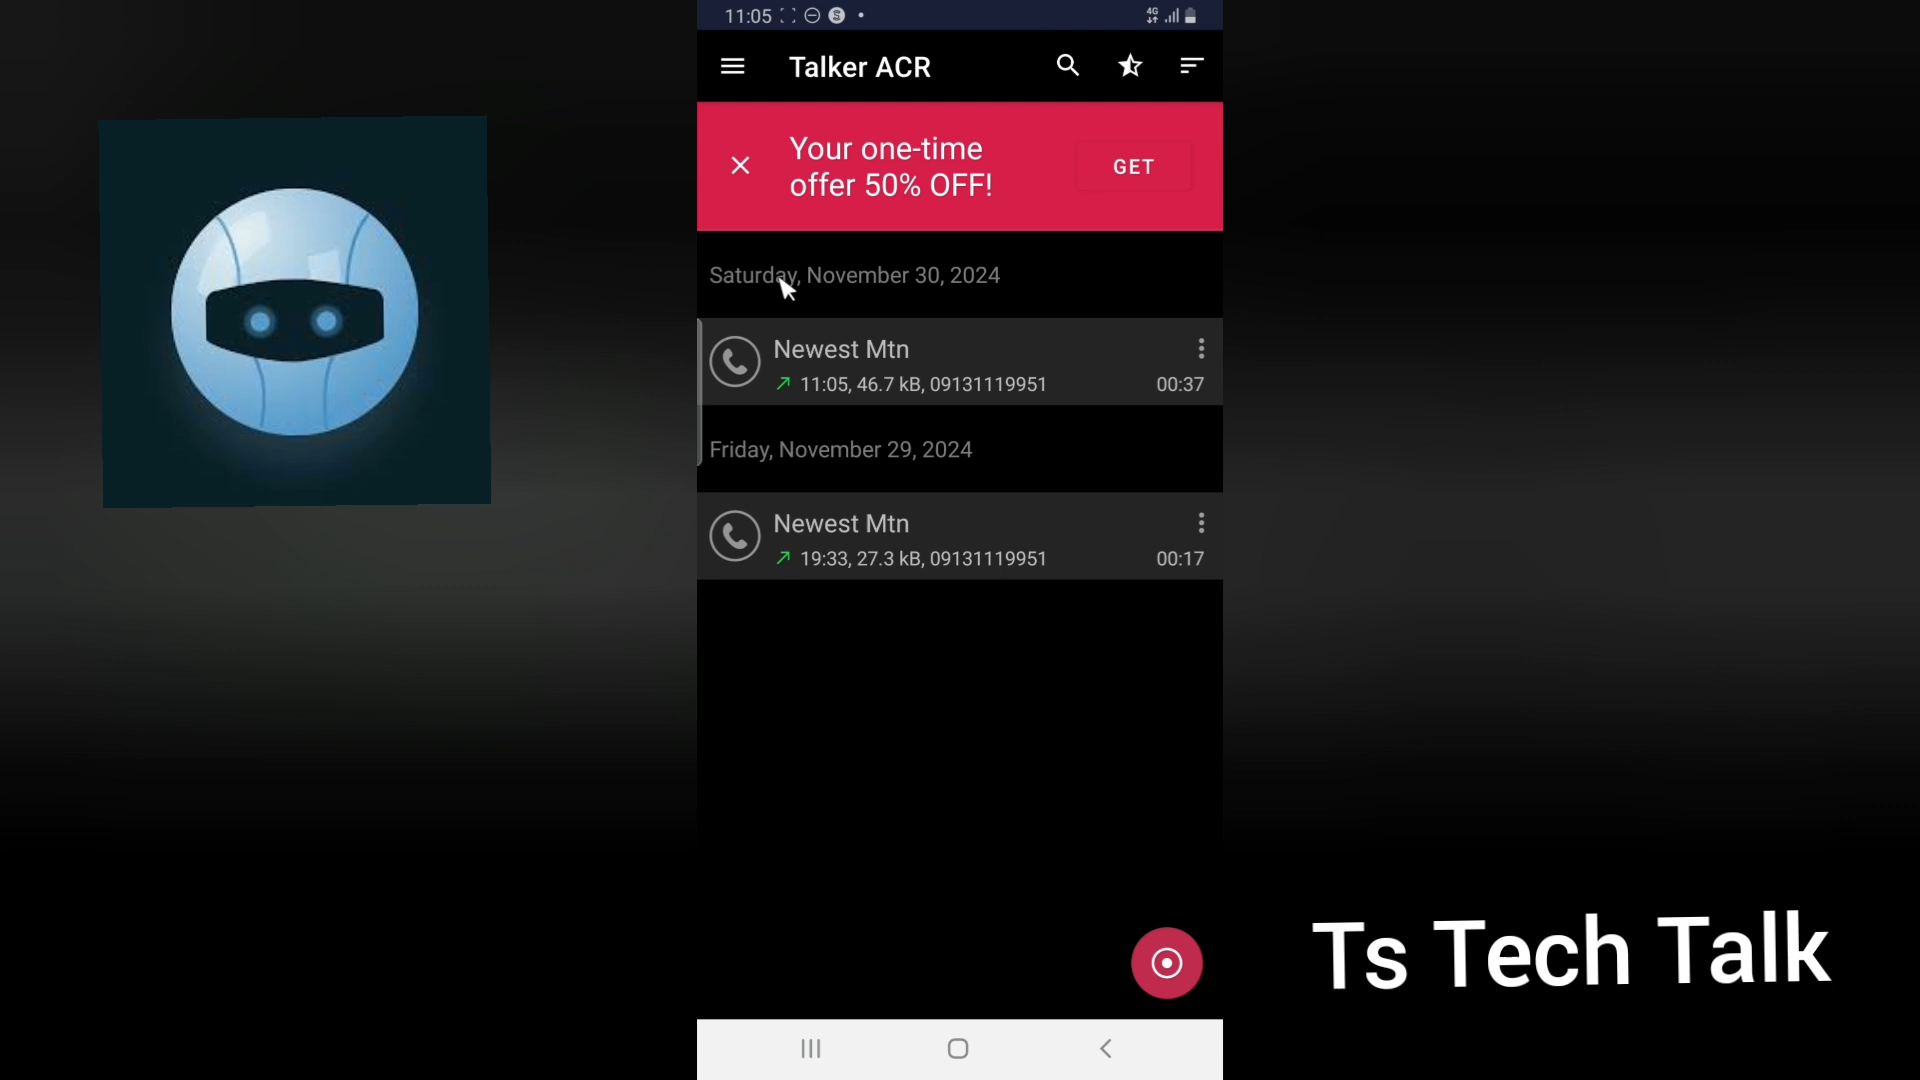 11:05
4G
Talker ACR
Your one-time
offer 50% OFF!
GET
Saturday, November 30, 2024
Newest Mtn
11:05, 46.7 kB, 09131119951
00:37
Friday, November 29, 2024
Newest Mtn
19:33, 27.3 kB, 09131119951
00:17
Ts Tech Talk